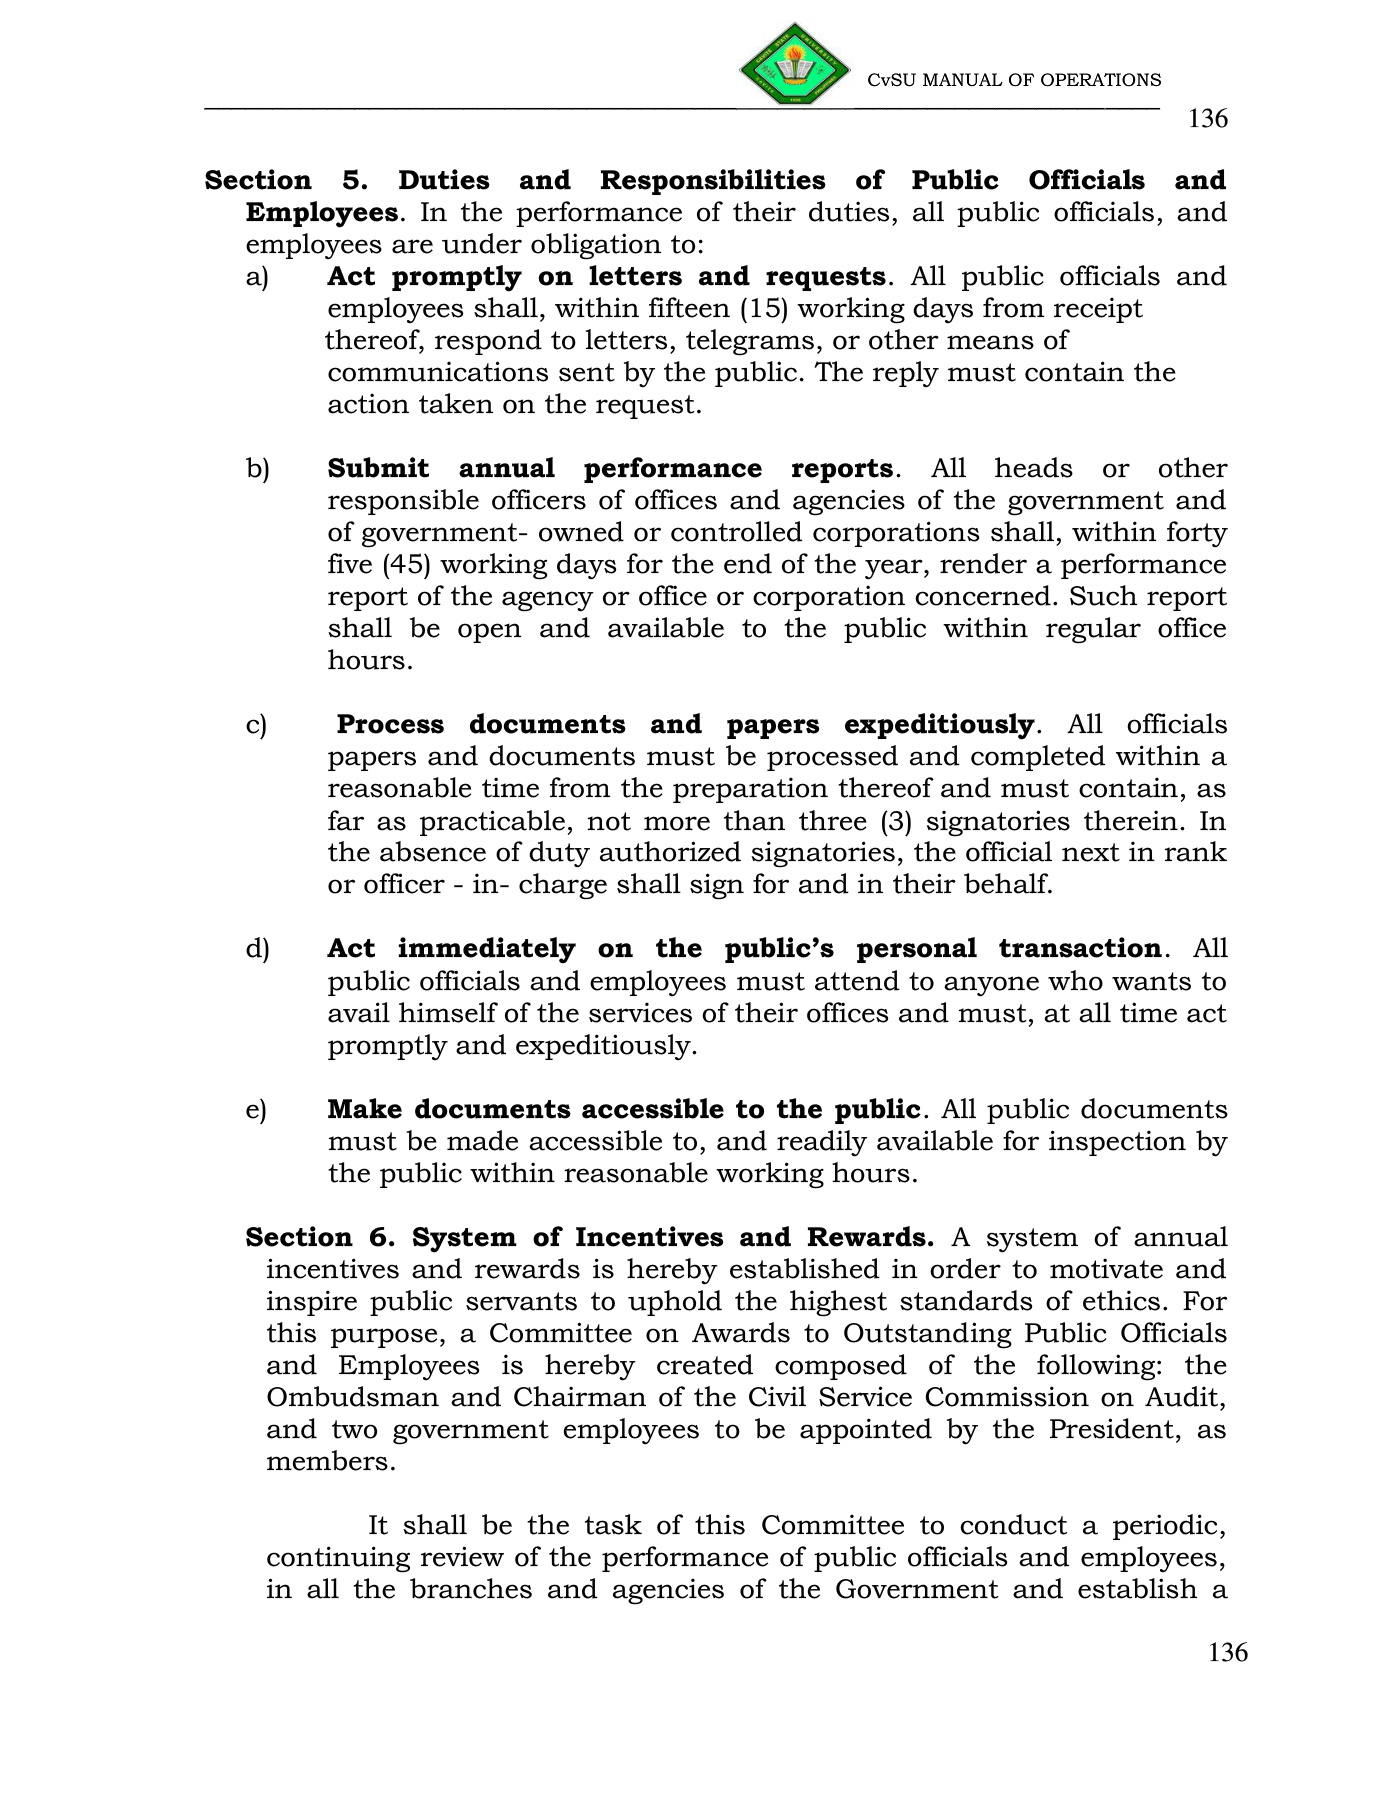 CvSU MANUAL OF OPERATIONS
136
Section 5. Duties and Responsibilities of Public Officials and
Employees. In the performance of their duties, all public officials, and
employees are under obligation to:
a) Act promptly on letters and requests. All public officials and
employees shall, within fifteen (15) working days from receipt
thereof, respond to letters, telegrams, or other means of
communications sent by the public. The reply must contain the
action taken on the request.
b) Submit annual performance reports. All heads or other
responsible officers of offices and agencies of the government and
of government- owned or controlled corporations shall, within forty
five (45) working days for the end of the year, render a performance
report of the agency or office or corporation concerned. Such report
shall be open and available to the public within regular office
hours.
c) Process documents and papers expeditiously. All officials
papers and documents must be processed and completed within a
reasonable time from the preparation thereof and must contain, as
far as practicable, not more than three (3) signatories therein. In
the absence of duty authorized signatories, the official next in rank
or officer - in- charge shall sign for and in their behalf.
d) Act immediately on the public’s personal transaction. All
public officials and employees must attend to anyone who wants to
avail himself of the services of their offices and must, at all time act
promptly and expeditiously.
e) Make documents accessible to the public. All public documents
must be made accessible to, and readily available for inspection by
the public within reasonable working hours.
Section 6. System of Incentives and Rewards. A system of annual
incentives and rewards is hereby established in order to motivate and
inspire public servants to uphold the highest standards of ethics. For
this purpose, a Committee on Awards to Outstanding Public Officials
and Employees is hereby created composed of the following: the
Ombudsman and Chairman of the Civil Service Commission on Audit,
and two government employees to be appointed by the President, as
members.
It shall be the task of this Committee to conduct a periodic,
continuing review of the performance of public officials and employees,
in all the branches and agencies of the Government and establish a
136